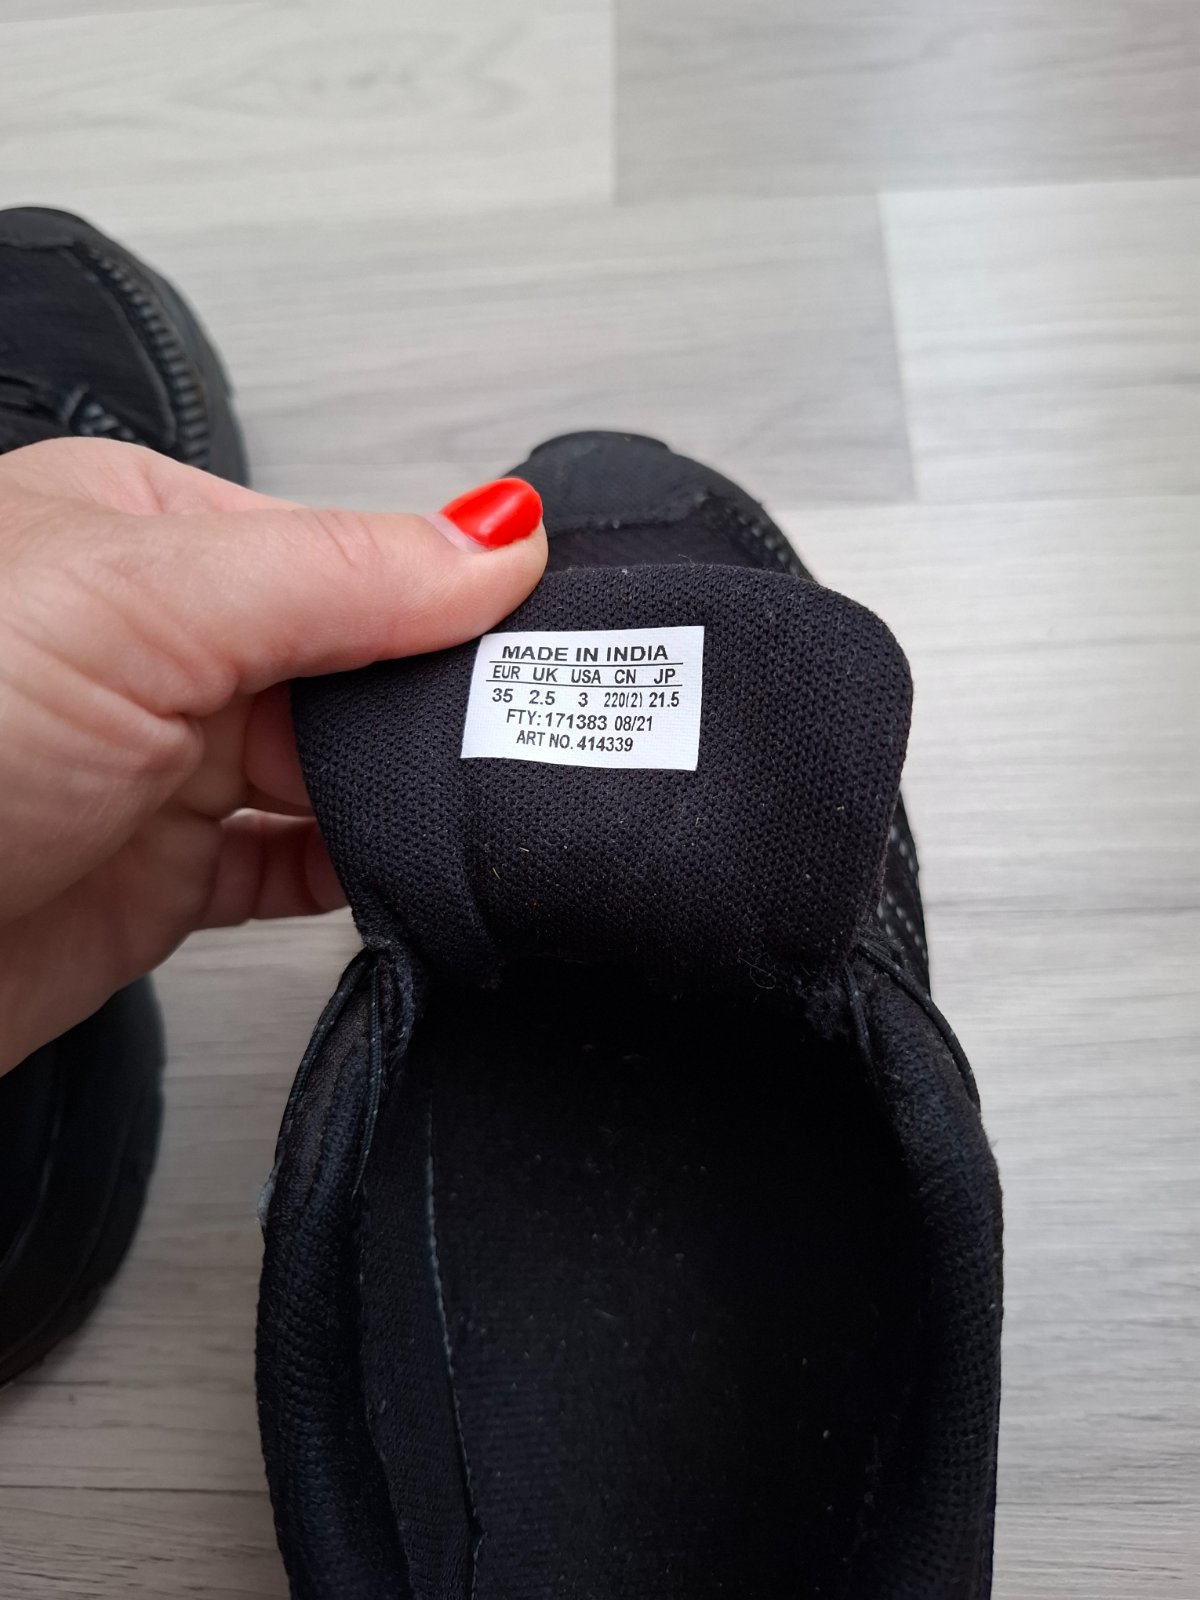 MADE IN INDIA
EUR UK USA CN JP
35 2.5 3 220(2) 21.5
FTY: 171383 08/21
ART NO. 414339